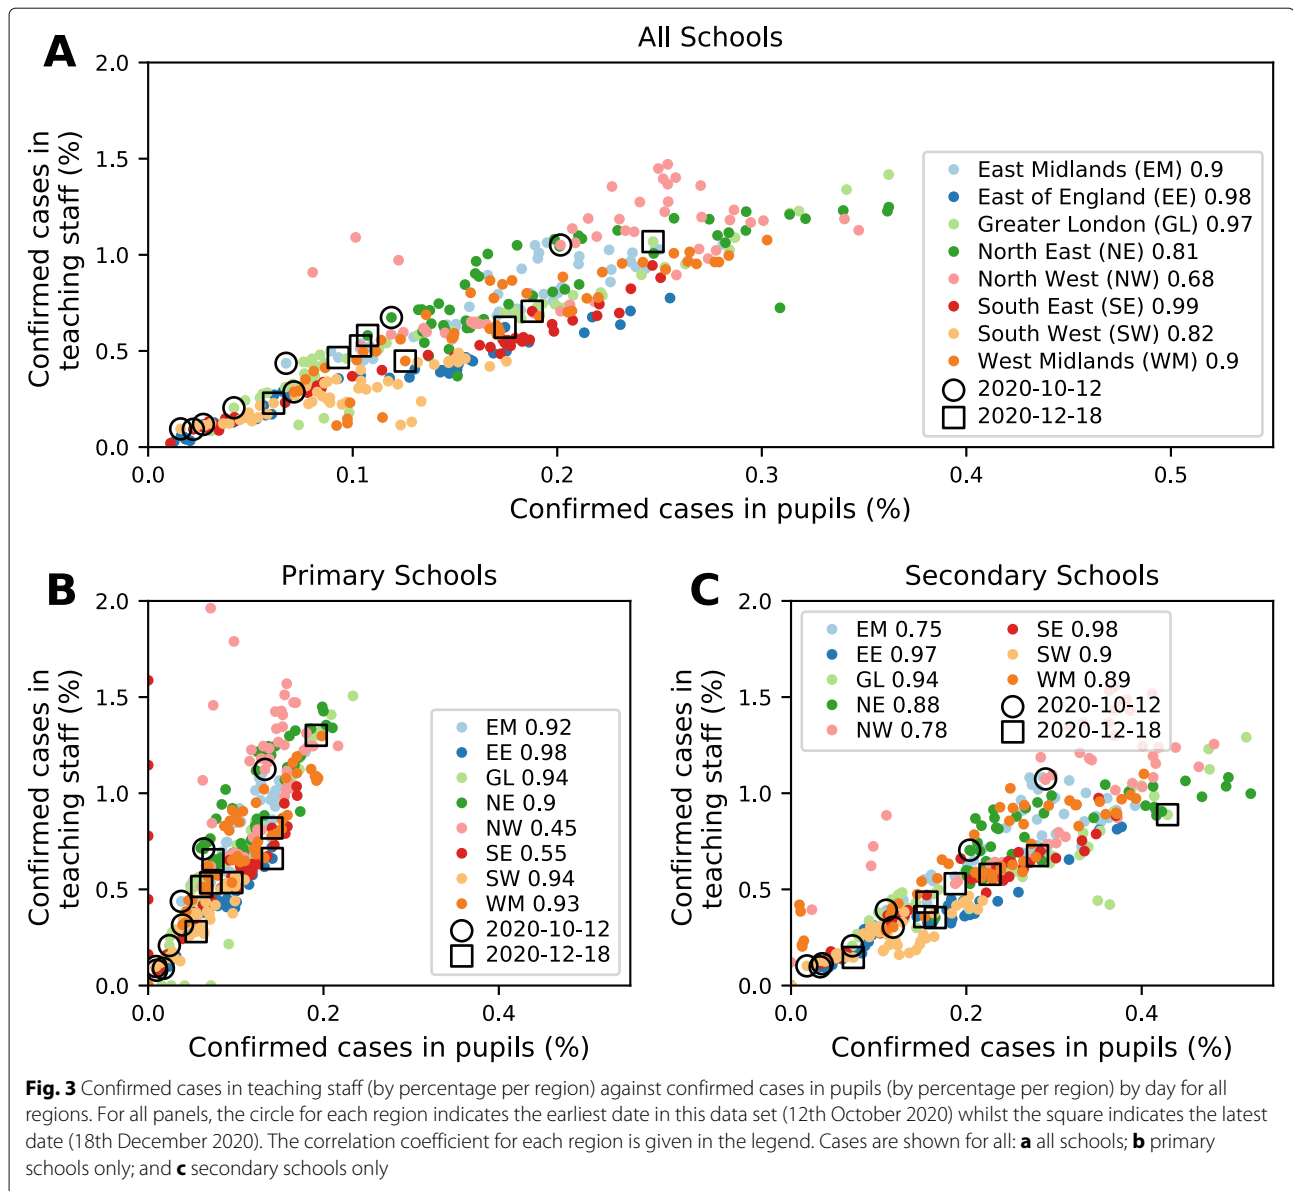 A
All Schools
Confirmed cases in
teaching staff (%)
2.0
1.5
1.0
0.5
0.0
0.0 0.1 0.2 0.3 0.4 0.5
Confirmed cases in pupils (%)
East Midlands (EM) 0.9
East of England (EE) 0.98
Greater London (GL) 0.97
North East (NE) 0.81
North West (NW) 0.68
South East (SE) 0.99
South West (SW) 0.82
West Midlands (WM) 0.9
2020-10-12
2020-12-18
B
Primary Schools
Confirmed cases in
teaching staff (%)
2.0
1.5
1.0
0.5
0.0
0.0 0.2 0.4
Confirmed cases in pupils (%)
EM 0.92
EE 0.98
GL 0.94
NE 0.9
NW 0.45
SE 0.55
SW 0.94
WM 0.93
2020-10-12
2020-12-18
C
Secondary Schools
Confirmed cases in
teaching staff (%)
2.0
1.5
1.0
0.5
0.0
0.0 0.2 0.4
Confirmed cases in pupils (%)
EM 0.75
EE 0.97
GL 0.94
NE 0.88
NW 0.78
SE 0.98
SW 0.9
WM 0.89
2020-10-12
2020-12-18
Fig. 3 Confirmed cases in teaching staff (by percentage per region) against confirmed cases in pupils (by percentage per region) by day for all
regions. For all panels, the circle for each region indicates the earliest date in this data set (12th October 2020) whilst the square indicates the latest
date (18th December 2020). The correlation coefficient for each region is given in the legend. Cases are shown for all: a all schools; b primary
schools only; and c secondary schools only